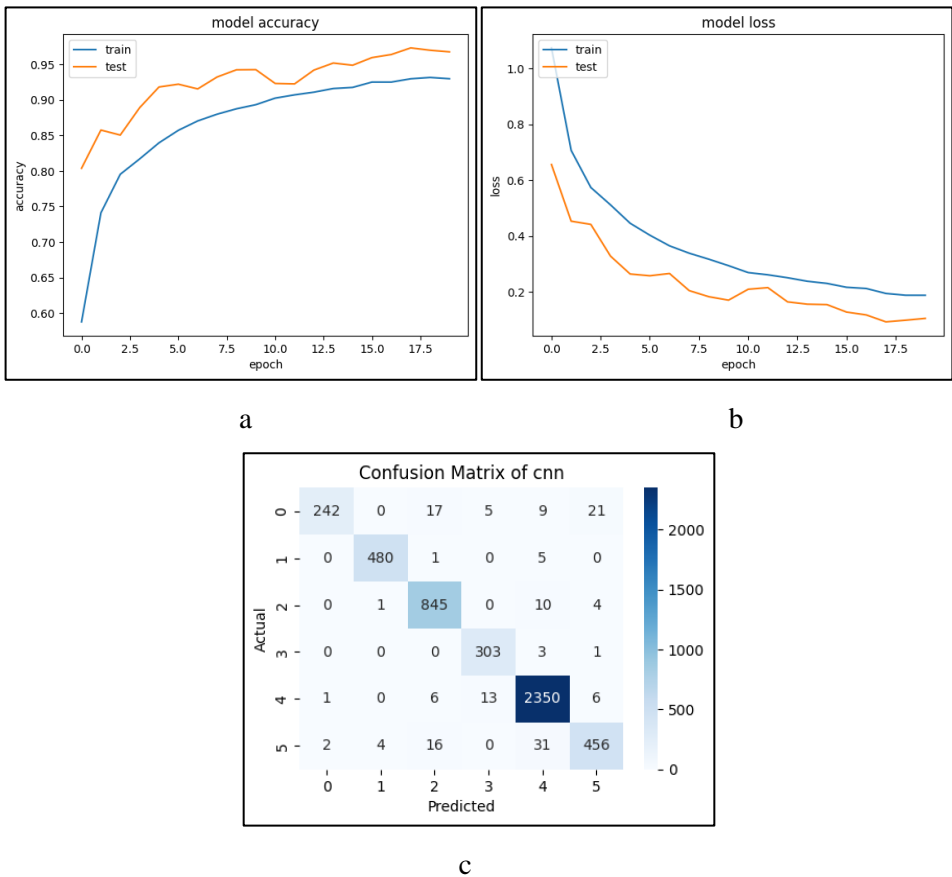 model accuracy
train
test
0.95
0.90
0.85
0.80
0.75
0.70
0.65
0.60
accuracy
0.0 2.5 5.0 7.5 10.0 12.5 15.0 17.5
epoch
model loss
train
test
1.0
0.8
0.6
0.4
0.2
loss
0.0 2.5 5.0 7.5 10.0 12.5 15.0 17.5
epoch
a
b
Confusion Matrix of cnn
0 242 0 17 5 9 21
1 0 480 1 0 5 0
2 0 1 845 0 10 4
3 0 0 0 303 3 1
4 1 0 6 13 2350 6
5 2 4 16 0 31 456
0 1 2 3 4 5
Actual
Predicted
2000
1500
1000
500
0
c